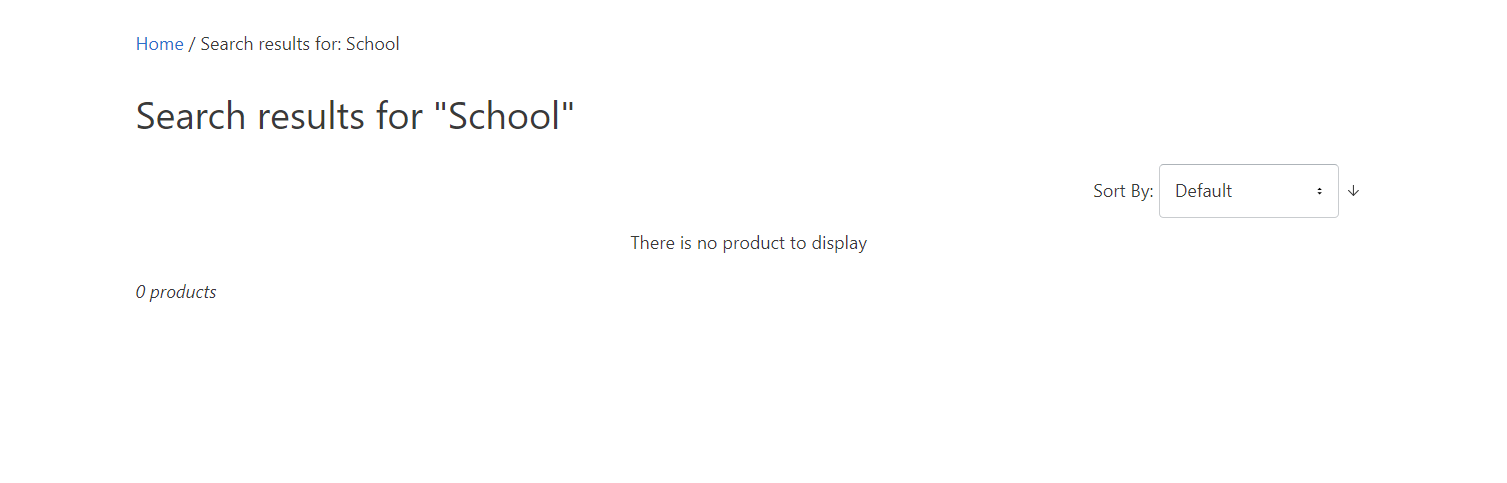 Home / Search results for: School
Search results for "School"
Sort By: Default
There is no product to display
0 products